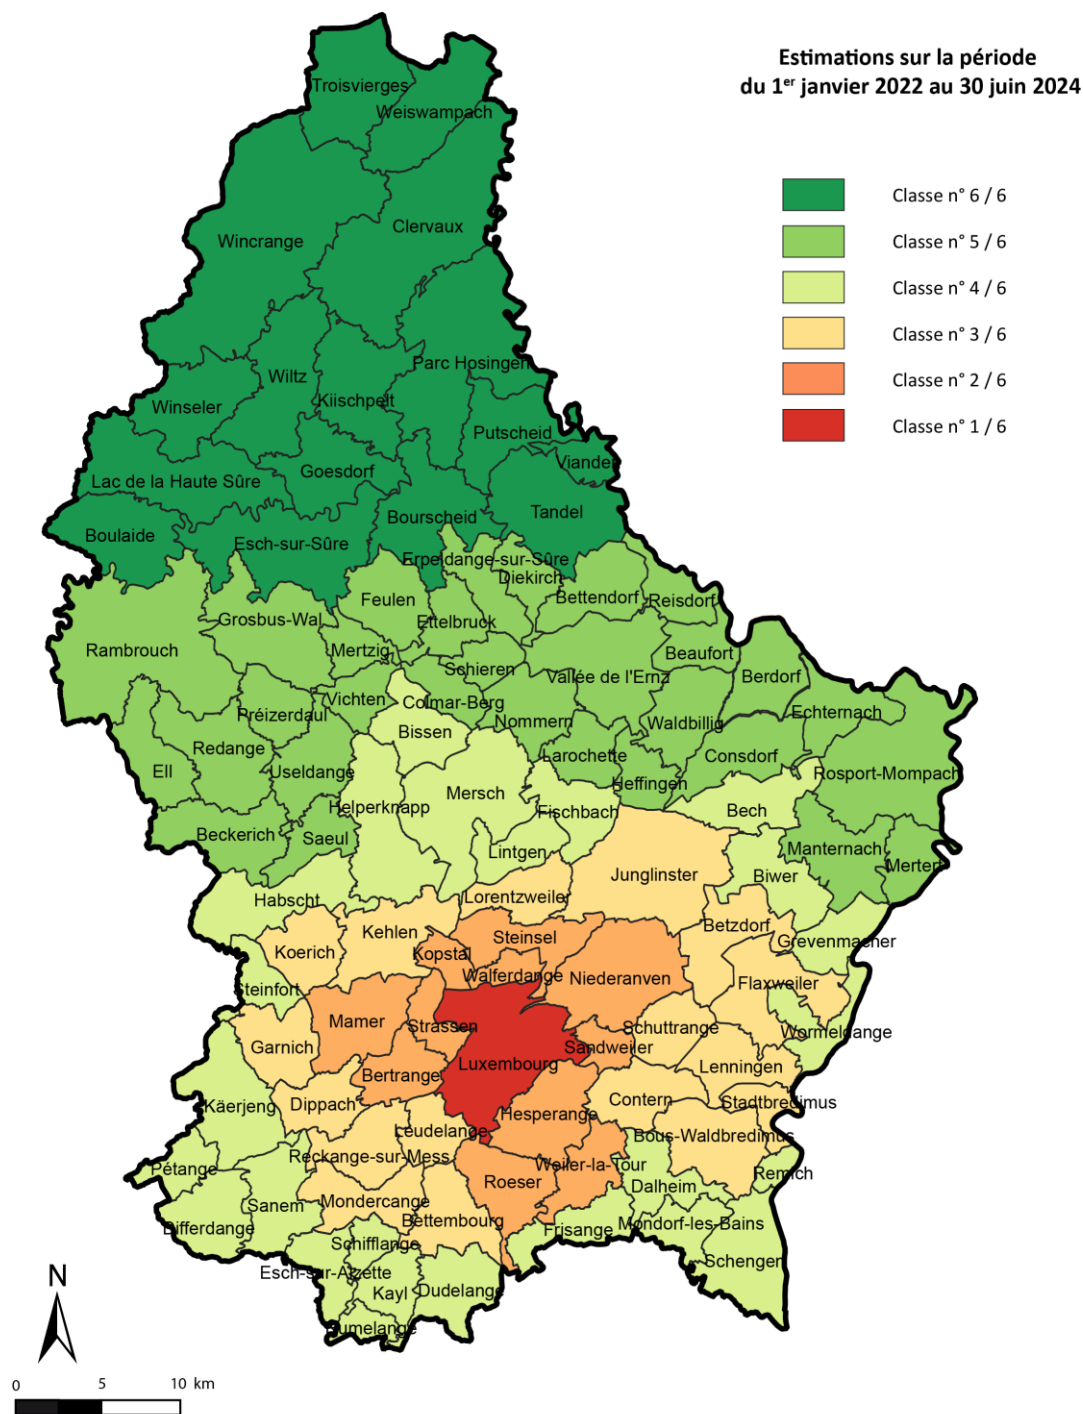 Estimations sur la période
du 1er janvier 2022 au 30 juin 2024
Classe n° 6 / 6
Classe n° 5 / 6
Classe n° 4 / 6
Classe n° 3 / 6
Classe n° 2 / 6
Classe n° 1 / 6
Troisvierges
Weiswampach
Clervaux
Wincrange
Parc Hosingen
Wiltz
Kiischpelt
Winseler
Putscheid
Vianden
Goesdorf
Lac de la Haute Sûre
Tandel
Bourscheid
Boulaide
Esch-sur-Sûre
Erpeldange-sur-Sûre
Diekirch
Bettendorf
Reisdorf
Feulen
Grosbus-Wal
Ettelbruck
Rambrouch
Mertzig
Beaufort
Schieren
Vallée de l'Ernz
Berdorf
Vichten
Colmar-Berg
Préizerdaul
Nommern
Waldbillig
Echternach
Bissen
Redange
Larochette
Consdorf
Ell
Useldange
Heffingen
Rosport-Mompach
Mersch
Helperknapp
Fischbach
Bech
Beckerich
Saeul
Lintgen
Manternach
Mertert
Junglinster
Biwer
Habscht
Lorentzweiler
Betzdorf
Kehlen
Steinsel
Grevenmacher
Koerich
Kopstal
Walferdange
Niederanven
Flaxweiler
Steinfort
Mamer
Strassen
Schuttrange
Wormeldange
Garnich
Sandweiler
Luxembourg
Lenningen
Bertrange
Contern
Stadtbredimus
Käerjeng
Dippach
Hesperange
Leudelange
Bous-Waldbredimus
Reckange-sur-Mess
Weiler-la-Tour
Pétange
Remich
Roeser
Dalheim
Mondercange
Sanem
Bettembourg
Differdange
Frisange
Mondorf-les-Bains
Schifflange
Schengen
Esch-sur-Alzette
Kayl
Dudelange
Rumelange
N
0 5 10 km